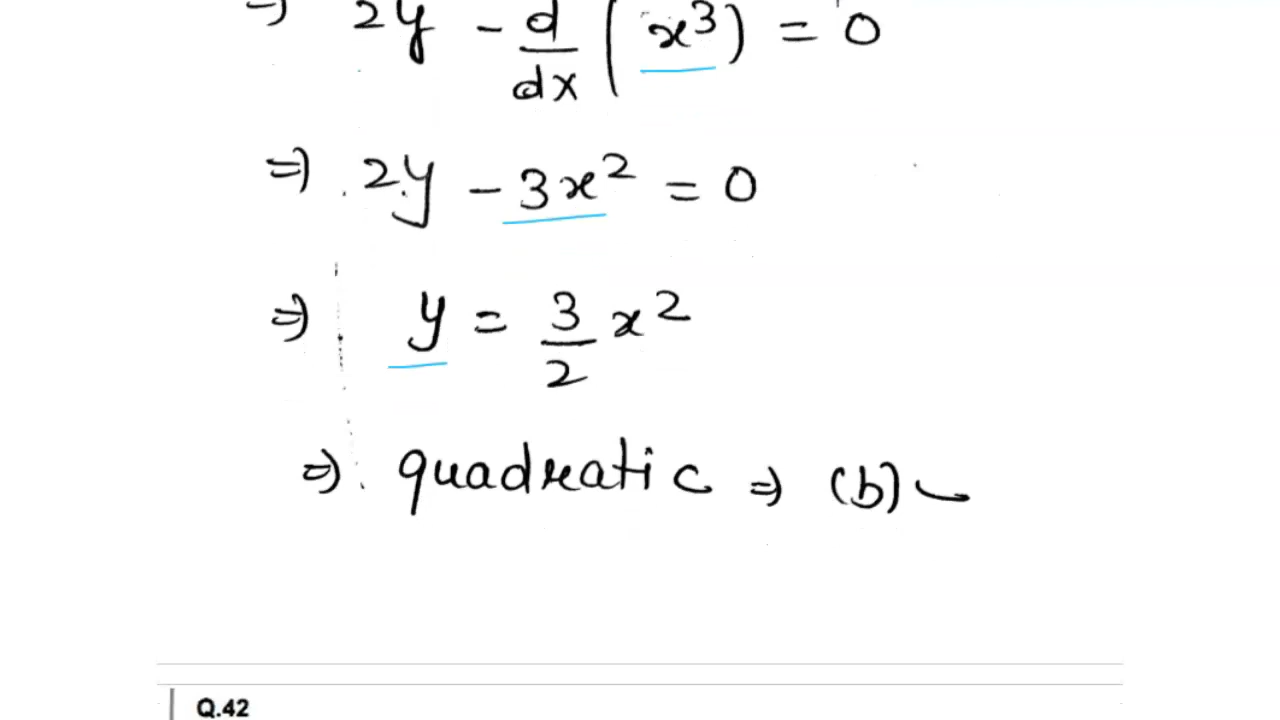 ⇒ 2y - d/dx (x³) = 0
⇒ 2y - 3x² = 0
⇒ y = 3/2 x²
⇒ quadratic ⇒ (b)
Q.42